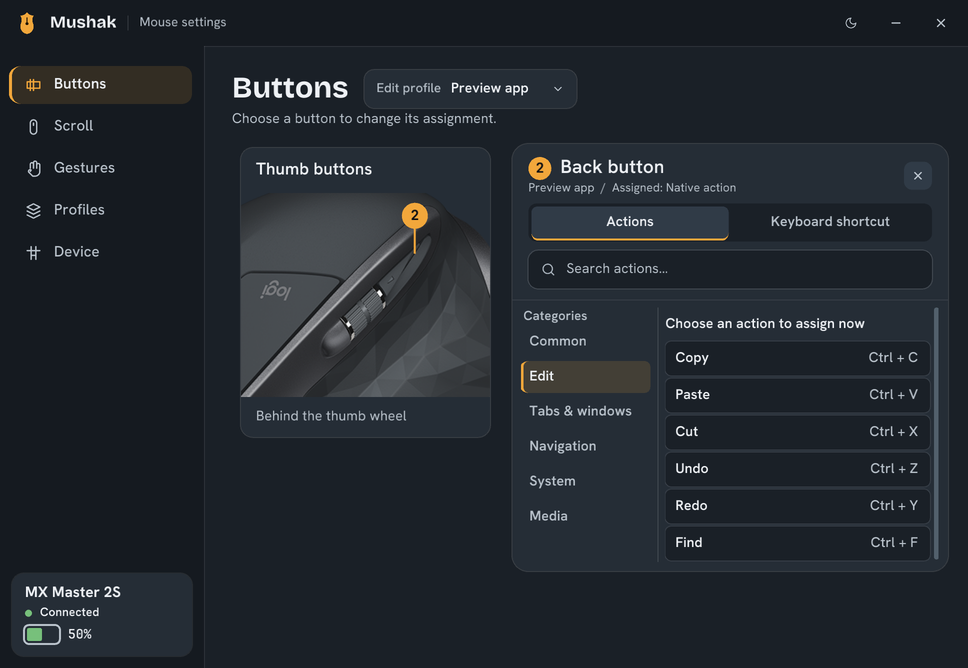 Mushak
Mouse settings
Buttons
Scroll
Gestures
Profiles
Device
MX Master 2S
Connected
50%
Buttons
Edit profile Preview app
Choose a button to change its assignment.
Thumb buttons
2
logi
Behind the thumb wheel
2 Back button
Preview app / Assigned: Native action
Actions
Keyboard shortcut
Search actions...
Categories
Common
Edit
Tabs & windows
Navigation
System
Media
Choose an action to assign now
Copy Ctrl + C
Paste Ctrl + V
Cut Ctrl + X
Undo Ctrl + Z
Redo Ctrl + Y
Find Ctrl + F